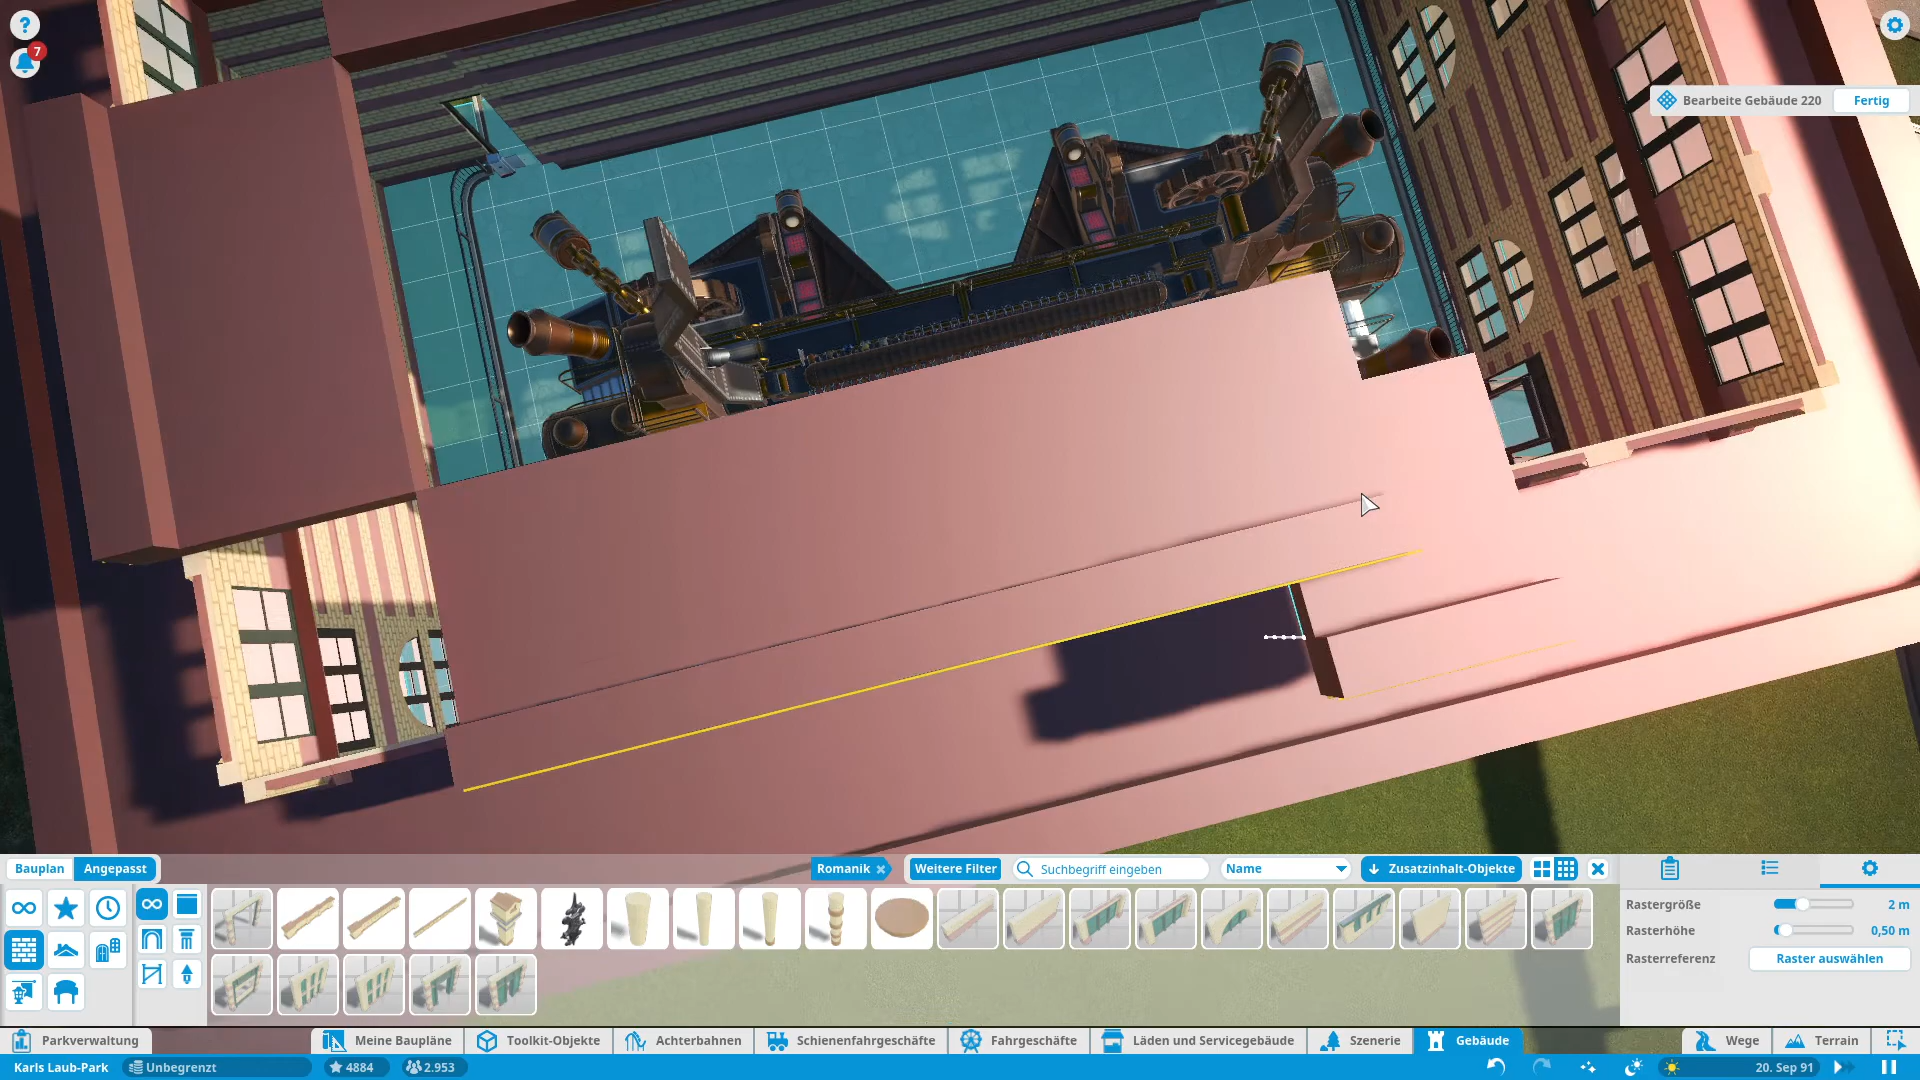 ?
7
Bearbeite Gebäude 220
Fertig
Bauplan
Angepasst
Romanik
Weitere Filter
Suchbegriff eingeben
Name
Zusatzinhalt-Objekte
Rastergröße
2 m
Rasterhöhe
0,50 m
Rasterreferenz
Raster auswählen
Parkverwaltung
Meine Baupläne
Toolkit-Objekte
Achterbahnen
Schienenfahrgeschäfte
Fahrgeschäfte
Läden und Servicegebäude
Szenerie
Gebäude
Wege
Terrain
Karls Laub-Park
Unbegrenzt
4884
2.953
20. Sep 91